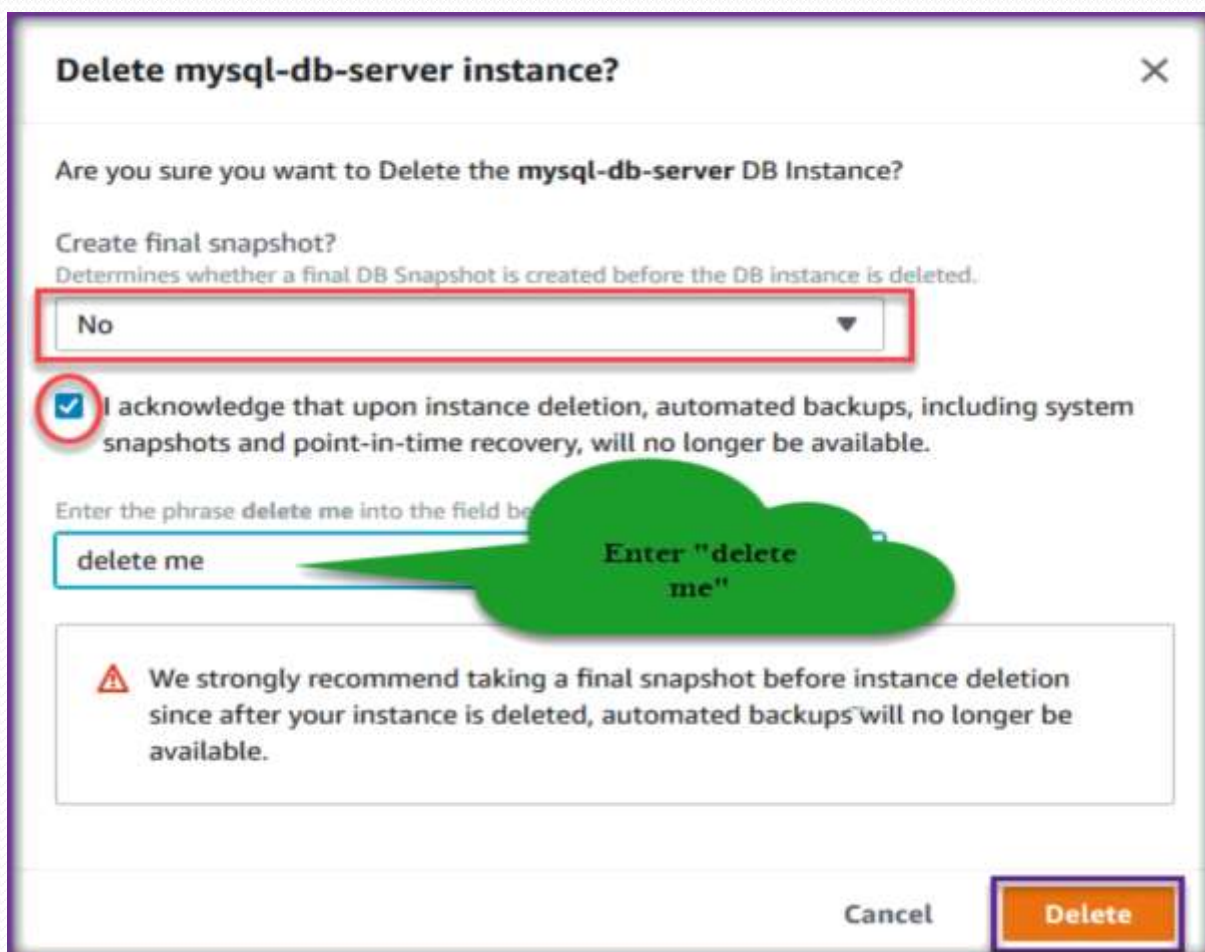 Delete mysql-db-server instance?
Are you sure you want to Delete the mysql-db-server DB Instance?
Create final snapshot?
Determines whether a final DB Snapshot is created before the DB instance is deleted.
No
I acknowledge that upon instance deletion, automated backups, including system
snapshots and point-in-time recovery, will no longer be available.
Enter the phrase delete me into the field
delete me
Enter "delete
me"
We strongly recommend taking a final snapshot before instance deletion
since after your instance is deleted, automated backups will no longer be
available.
Cancel
Delete